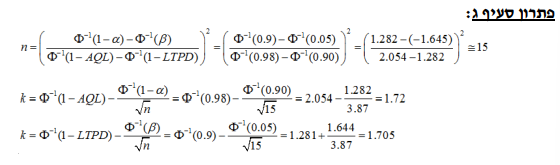 פתרון סעיף ג:
n = ( (Φ⁻¹(1−α) − Φ⁻¹(β)) / (Φ⁻¹(1−AQL) − Φ⁻¹(1−LTPD)) )² = ( (Φ⁻¹(0.9) − Φ⁻¹(0.05)) / (Φ⁻¹(0.98) − Φ⁻¹(0.90)) )² = ( (1.282 − (−1.645)) / (2.054 − 1.282) )² ≅ 15
k = Φ⁻¹(1−AQL) − Φ⁻¹(1−α)/√n = Φ⁻¹(0.98) − Φ⁻¹(0.90)/√15 = 2.054 − 1.282/3.87 = 1.72
k = Φ⁻¹(1−LTPD) − Φ⁻¹(β)/√n = Φ⁻¹(0.9) − Φ⁻¹(0.05)/√15 = 1.281 + 1.644/3.87 = 1.705